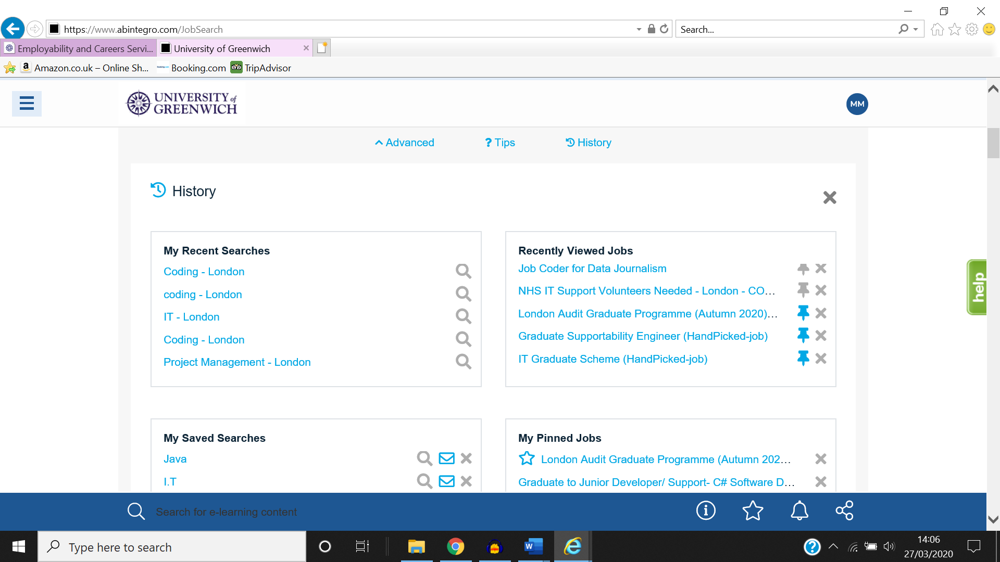 https://www.abintegro.com/JobSearch
Search...
Employability and Careers Servi...
University of Greenwich
a Amazon.co.uk – Online Sh...
Booking.com
TripAdvisor
UNIVERSITY of
GREENWICH
MM
Advanced
? Tips
History
History
My Recent Searches
Coding - London
coding - London
IT - London
Coding - London
Project Management - London
Recently Viewed Jobs
Job Coder for Data Journalism
NHS IT Support Volunteers Needed - London - CO...
London Audit Graduate Programme (Autumn 2020)...
Graduate Supportability Engineer (HandPicked-job)
IT Graduate Scheme (HandPicked-job)
help
My Saved Searches
Java
I.T
My Pinned Jobs
London Audit Graduate Programme (Autumn 202...
Graduate to Junior Developer/ Support- C# Software D...
Search for e-learning content
Type here to search
14:06
27/03/2020